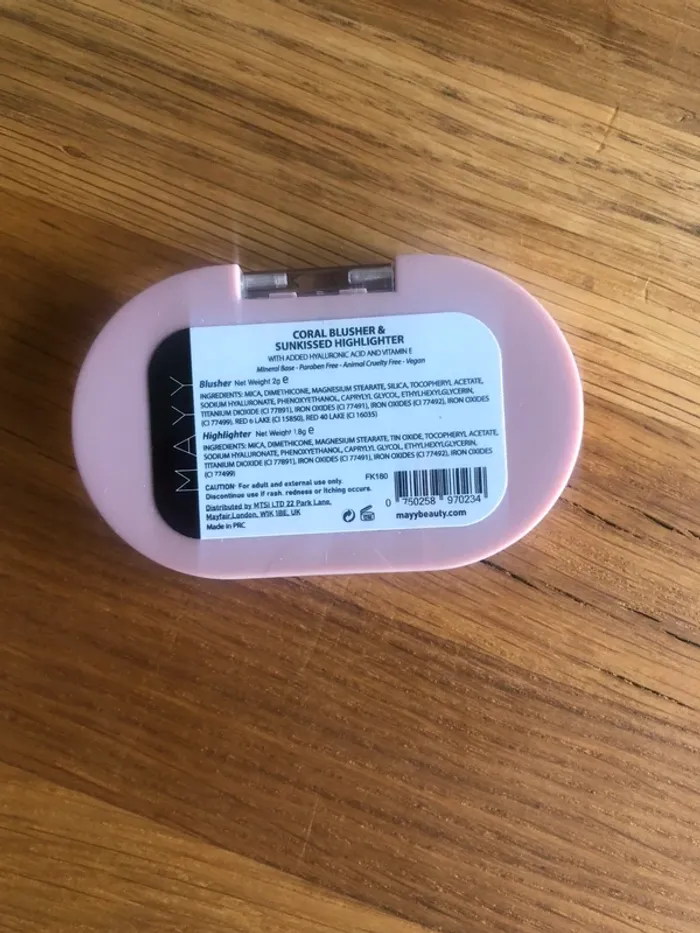 MAYY
CORAL BLUSHER &
SUNKISSED HIGHLIGHTER
WITH ADDED HYALURONIC ACID AND VITAMIN E
Mineral Base - Paraben Free - Animal Cruelty Free - Vegan
Blusher Net Weight 2g ℮
INGREDIENTS: MICA, DIMETHICONE, MAGNESIUM STEARATE, SILICA, TOCOPHERYL ACETATE,
SODIUM HYALURONATE, PHENOXYETHANOL, CAPRYLYL GLYCOL, ETHYLHEXYLGLYCERIN,
TITANIUM DIOXIDE (CI 77891), IRON OXIDES (CI 77491), IRON OXIDES (CI 77492), IRON OXIDES
(CI 77499), RED 6 LAKE (CI 15850), RED 40 LAKE (CI 16035)
Highlighter Net Weight 1.8g ℮
INGREDIENTS: MICA, DIMETHICONE, MAGNESIUM STEARATE, TIN OXIDE, TOCOPHERYL ACETATE,
SODIUM HYALURONATE, PHENOXYETHANOL, CAPRYLYL GLYCOL, ETHYLHEXYLGLYCERIN,
TITANIUM DIOXIDE (CI 77891), IRON OXIDES (CI 77491), IRON OXIDES (CI 77492), IRON OXIDES
(CI 77499)
CAUTION: For adult and external use only.
Discontinue use if rash, redness or itching occurs.
Distributed by MTSi LTD 22 Park Lane,
Mayfair,London, W1K 1BE, UK
Made in PRC
FK180
0 750258 970234
mayybeauty.com